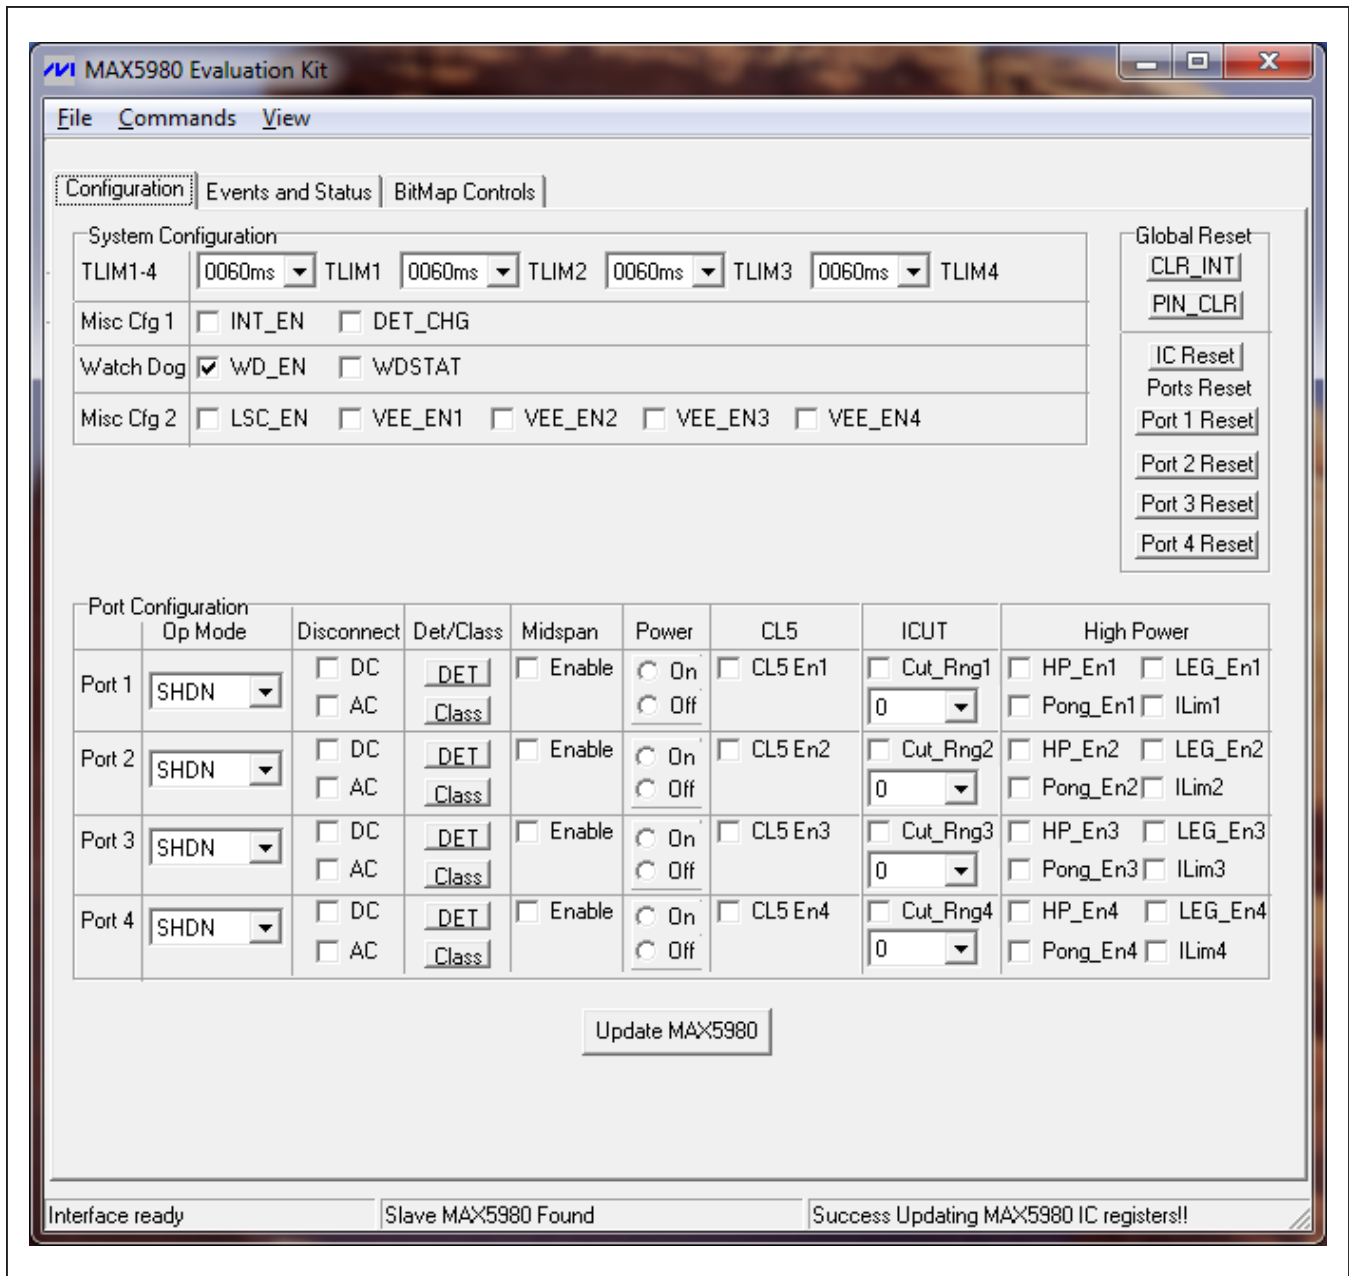 MAX5980 Evaluation Kit
File Commands View
Configuration Events and Status BitMap Controls
System Configuration
TLIM1-4 0060ms TLIM1 0060ms TLIM2 0060ms TLIM3 0060ms TLIM4
Misc Cfg 1 INT_EN DET_CHG
Watch Dog WD_EN WDSTAT
Misc Cfg 2 LSC_EN VEE_EN1 VEE_EN2 VEE_EN3 VEE_EN4
Global Reset
CLR_INT
PIN_CLR
IC Reset
Ports Reset
Port 1 Reset
Port 2 Reset
Port 3 Reset
Port 4 Reset
Port Configuration
Op Mode Disconnect Det/Class Midspan Power CL5 ICUT High Power
Port 1 SHDN DC DET Enable On CL5 En1 Cut_Rng1 HP_En1 LEG_En1
AC Class Off 0 Pong_En1 ILim1
Port 2 SHDN DC DET Enable On CL5 En2 Cut_Rng2 HP_En2 LEG_En2
AC Class Off 0 Pong_En2 ILim2
Port 3 SHDN DC DET Enable On CL5 En3 Cut_Rng3 HP_En3 LEG_En3
AC Class Off 0 Pong_En3 ILim3
Port 4 SHDN DC DET Enable On CL5 En4 Cut_Rng4 HP_En4 LEG_En4
AC Class Off 0 Pong_En4 ILim4
Update MAX5980
Interface ready Slave MAX5980 Found Success Updating MAX5980 IC registers!!